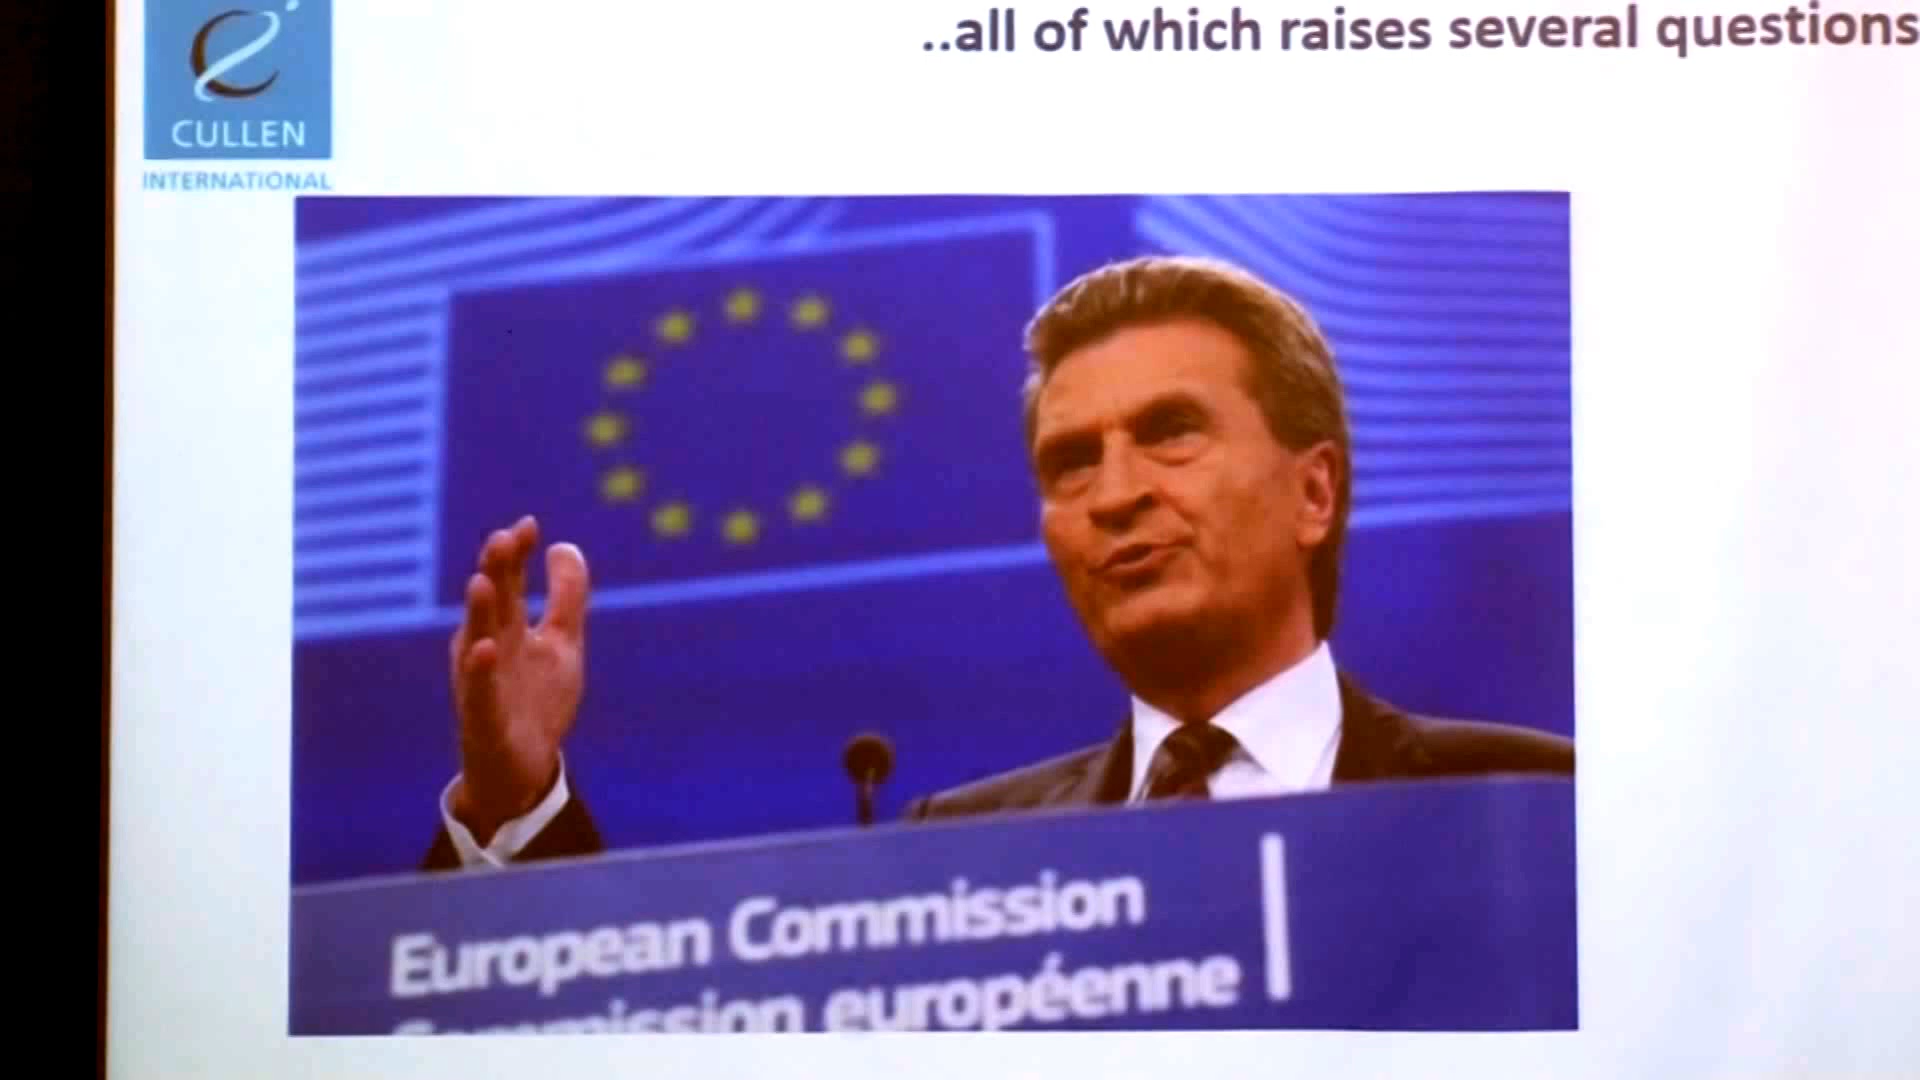 ..all of which raises several questions
CULLEN
INTERNATIONAL
European Commission
Commission européenne